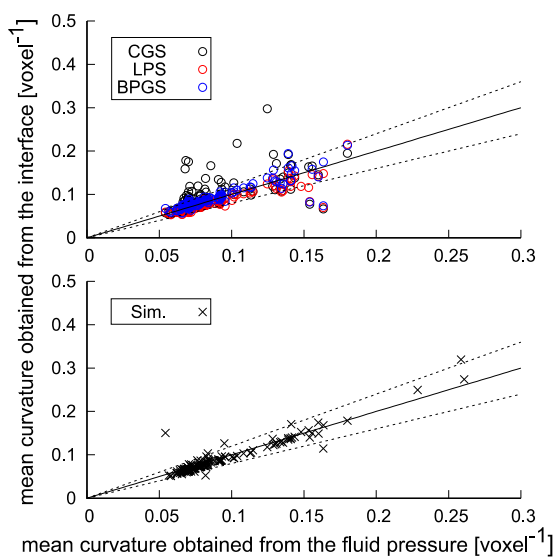 mean curvature obtained from the interface [voxel⁻¹]
0.5
0.4
0.3
0.2
0.1
0
CGS
LPS
BPGS
0 0.05 0.1 0.15 0.2 0.25 0.3
0.5
0.4
0.3
0.2
0.1
0
Sim.
0 0.05 0.1 0.15 0.2 0.25 0.3
mean curvature obtained from the fluid pressure [voxel⁻¹]